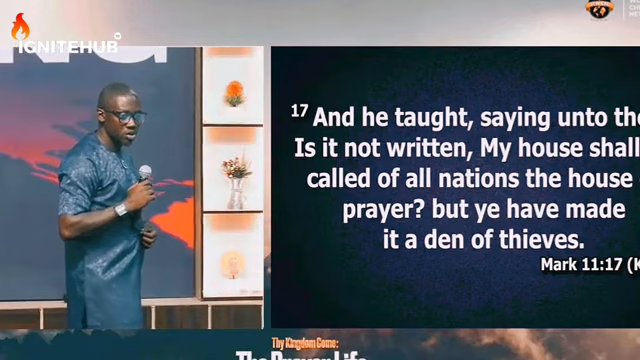 IGNITEHUB
17 And he taught, saying unto the
Is it not written, My house shall
called of all nations the house
prayer? but ye have made
it a den of thieves.
Mark 11:17 (K
Thy Kingdom Come:
The Prayer Life